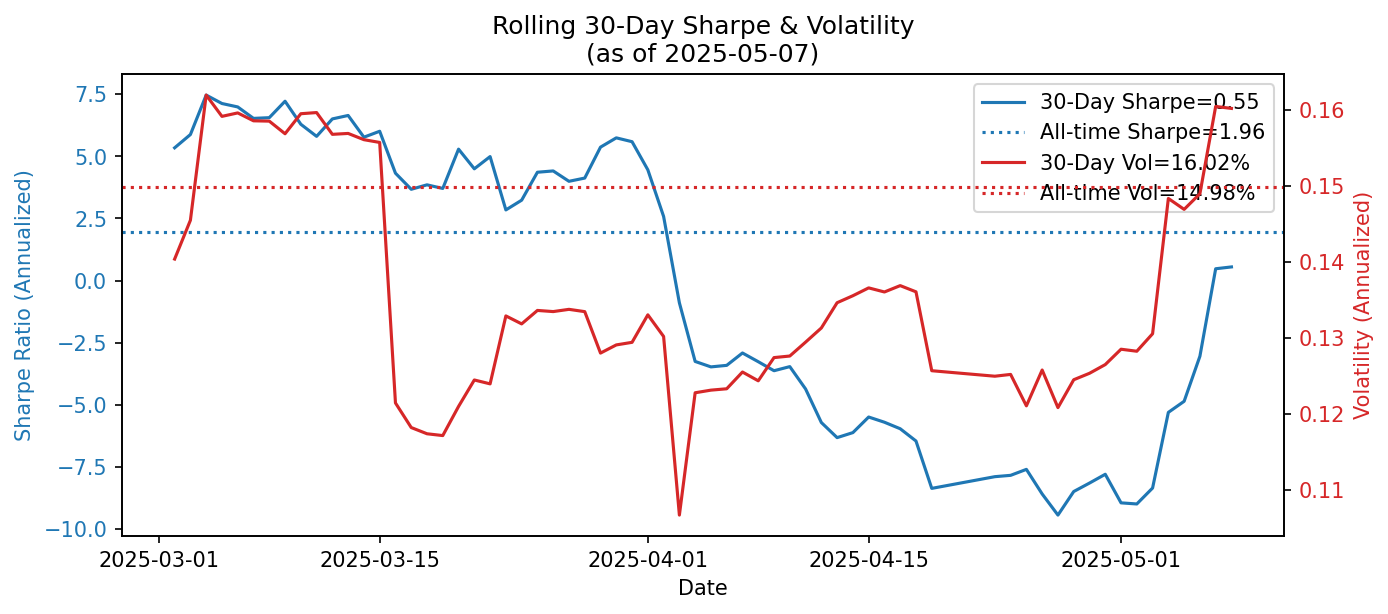 Rolling 30-Day Sharpe & Volatility
(as of 2025-05-07)
Sharpe Ratio (Annualized)
7.5
5.0
2.5
0.0
−2.5
−5.0
−7.5
−10.0
30-Day Sharpe=0.55
All-time Sharpe=1.96
30-Day Vol=16.02%
All-time Vol=14.98%
0.16
0.15
0.14
0.13
0.12
0.11
Volatility (Annualized)
2025-03-01
2025-03-15
2025-04-01
2025-04-15
2025-05-01
Date